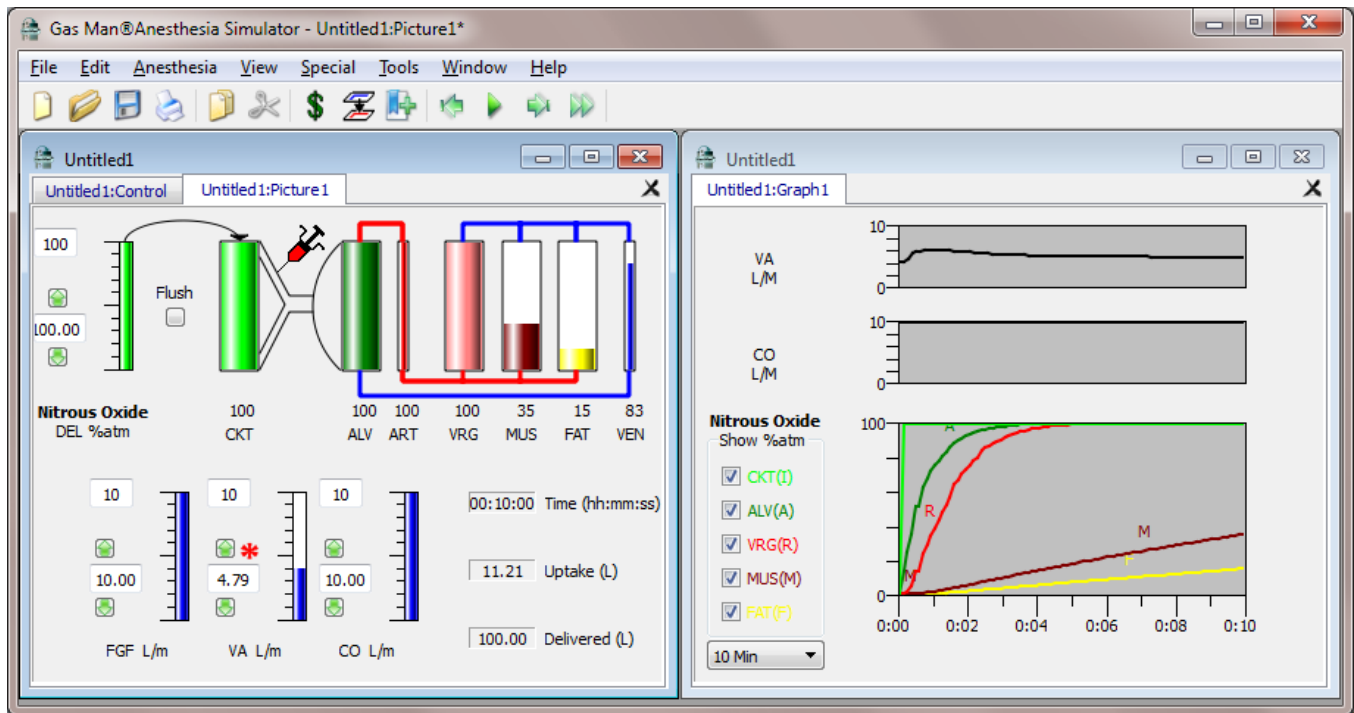 Gas Man®Anesthesia Simulator - Untitled1:Picture1*
File Edit Anesthesia View Special Tools Window Help
$
Untitled1
Untitled1:Control Untitled1:Picture1
100
100.00
Flush
Nitrous Oxide
DEL %atm
100 100 100 100 35 15 83
CKT ALV ART VRG MUS FAT VEN
10 10 10
*
10.00 4.79 10.00
FGF L/m VA L/m CO L/m
00:10:00 Time (hh:mm:ss)
11.21 Uptake (L)
100.00 Delivered (L)
Untitled1
Untitled1:Graph1
10
VA
L/M
0
10
CO
L/M
0
Nitrous Oxide
Show %atm
CKT(I)
ALV(A)
VRG(R)
MUS(M)
FAT(F)
10 Min
100
A
R
M
M
F
0
0:00 0:02 0:04 0:06 0:08 0:10